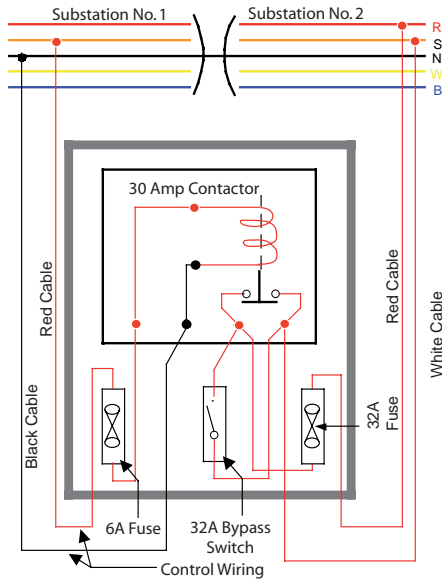 Substation No. 1
Substation No. 2
R
S
N
W
B
30 Amp Contactor
Red Cable
Black Cable
Red Cable
White Cable
32A
Fuse
6A Fuse
32A Bypass
Switch
Control Wiring